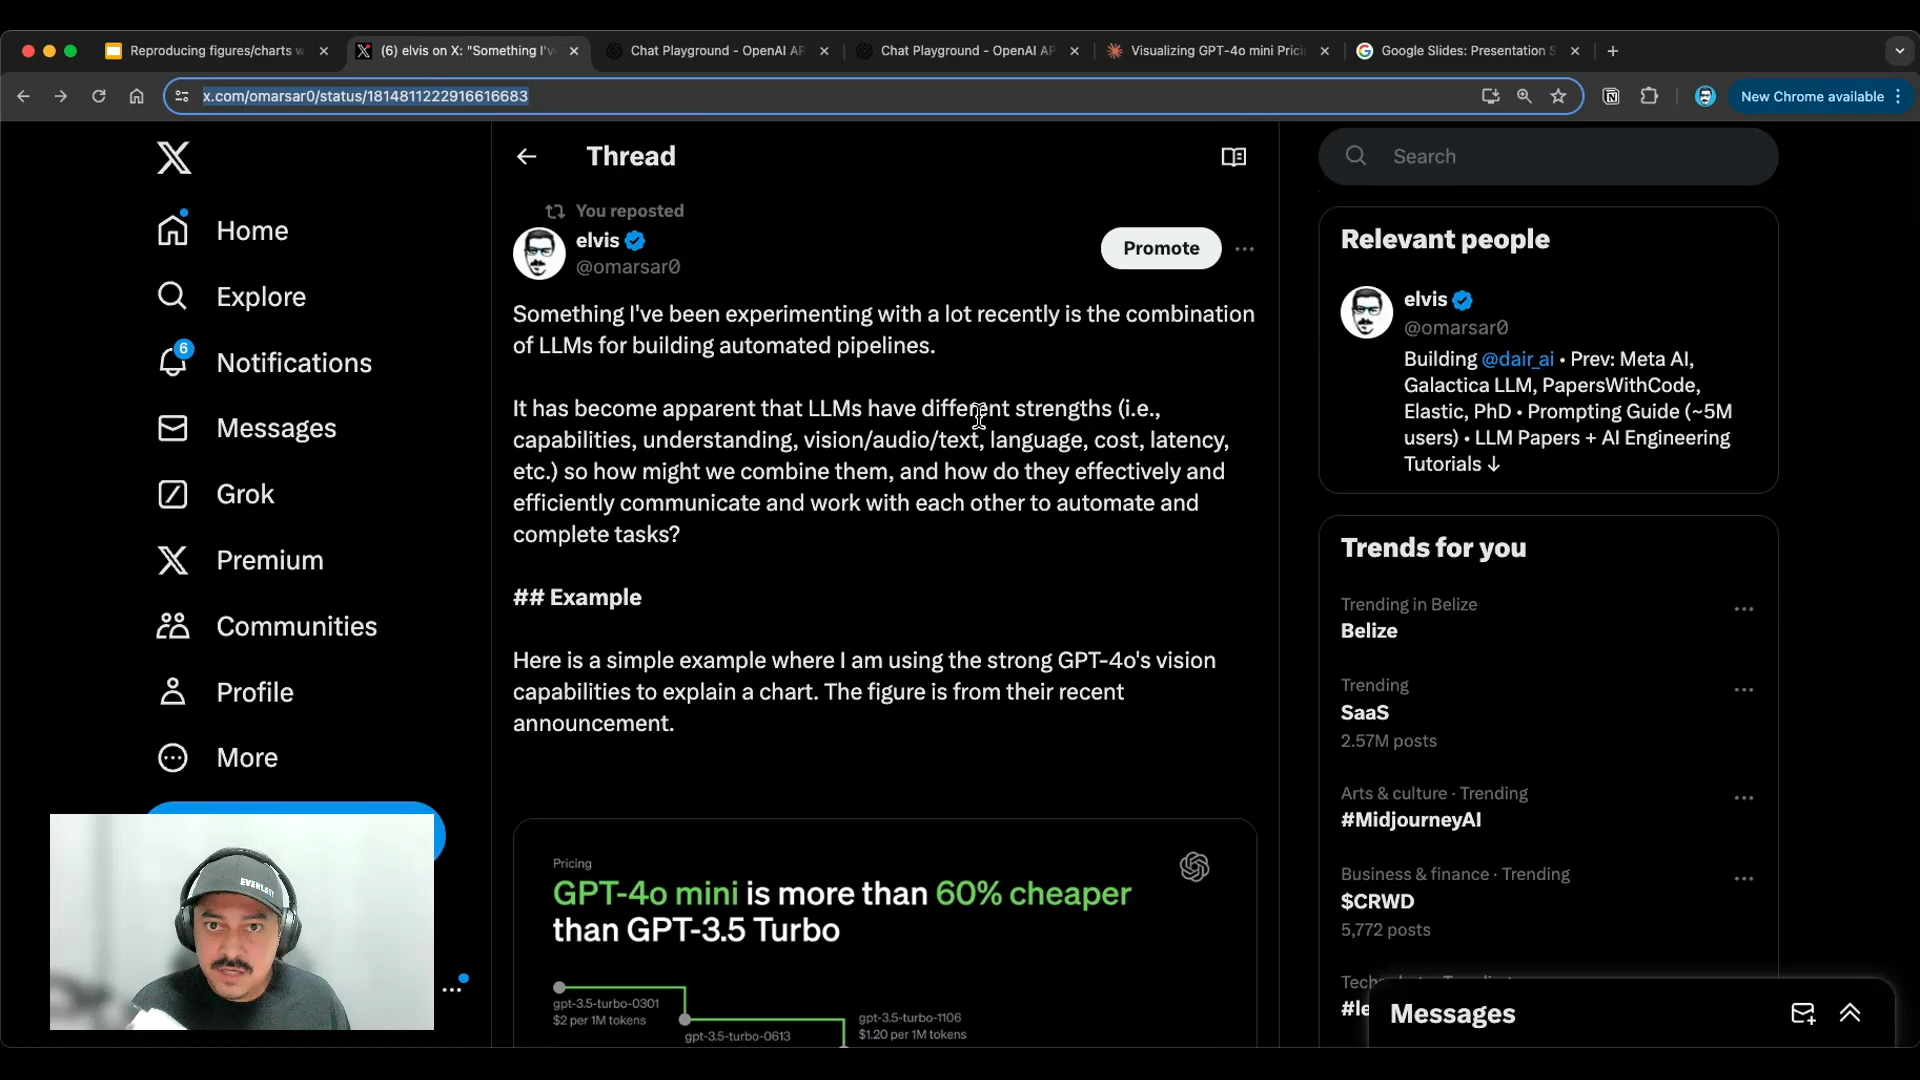 Reproducing figures/charts w
(6) elvis on X: "Something I'v
Chat Playground - OpenAI AP
Chat Playground - OpenAI AP
Visualizing GPT-4o mini Prici
Google Slides: Presentation S
x.com/omarsar0/status/1814811222916616683
New Chrome available
Home
Explore
6
Notifications
Messages
Grok
Premium
Communities
Profile
More
Thread
You reposted
elvis
@omarsar0
Promote
Something I've been experimenting with a lot recently is the combination
of LLMs for building automated pipelines.
It has become apparent that LLMs have different strengths (i.e.,
capabilities, understanding, vision/audio/text, language, cost, latency,
etc.) so how might we combine them, and how do they effectively and
efficiently communicate and work with each other to automate and
complete tasks?
## Example
Here is a simple example where I am using the strong GPT-4o's vision
capabilities to explain a chart. The figure is from their recent
announcement.
Pricing
GPT-4o mini is more than 60% cheaper
than GPT-3.5 Turbo
gpt-3.5-turbo-0301
$2 per 1M tokens
gpt-3.5-turbo-0613
gpt-3.5-turbo-1106
$1.20 per 1M tokens
Search
Relevant people
elvis
@omarsar0
Building @dair_ai • Prev: Meta AI,
Galactica LLM, PapersWithCode,
Elastic, PhD • Prompting Guide (~5M
users) • LLM Papers + AI Engineering
Tutorials ↓
Trends for you
Trending in Belize
Belize
Trending
SaaS
2.57M posts
Arts & culture · Trending
#MidjourneyAI
Business & finance · Trending
$CRWD
5,772 posts
Messages
EVERLAST